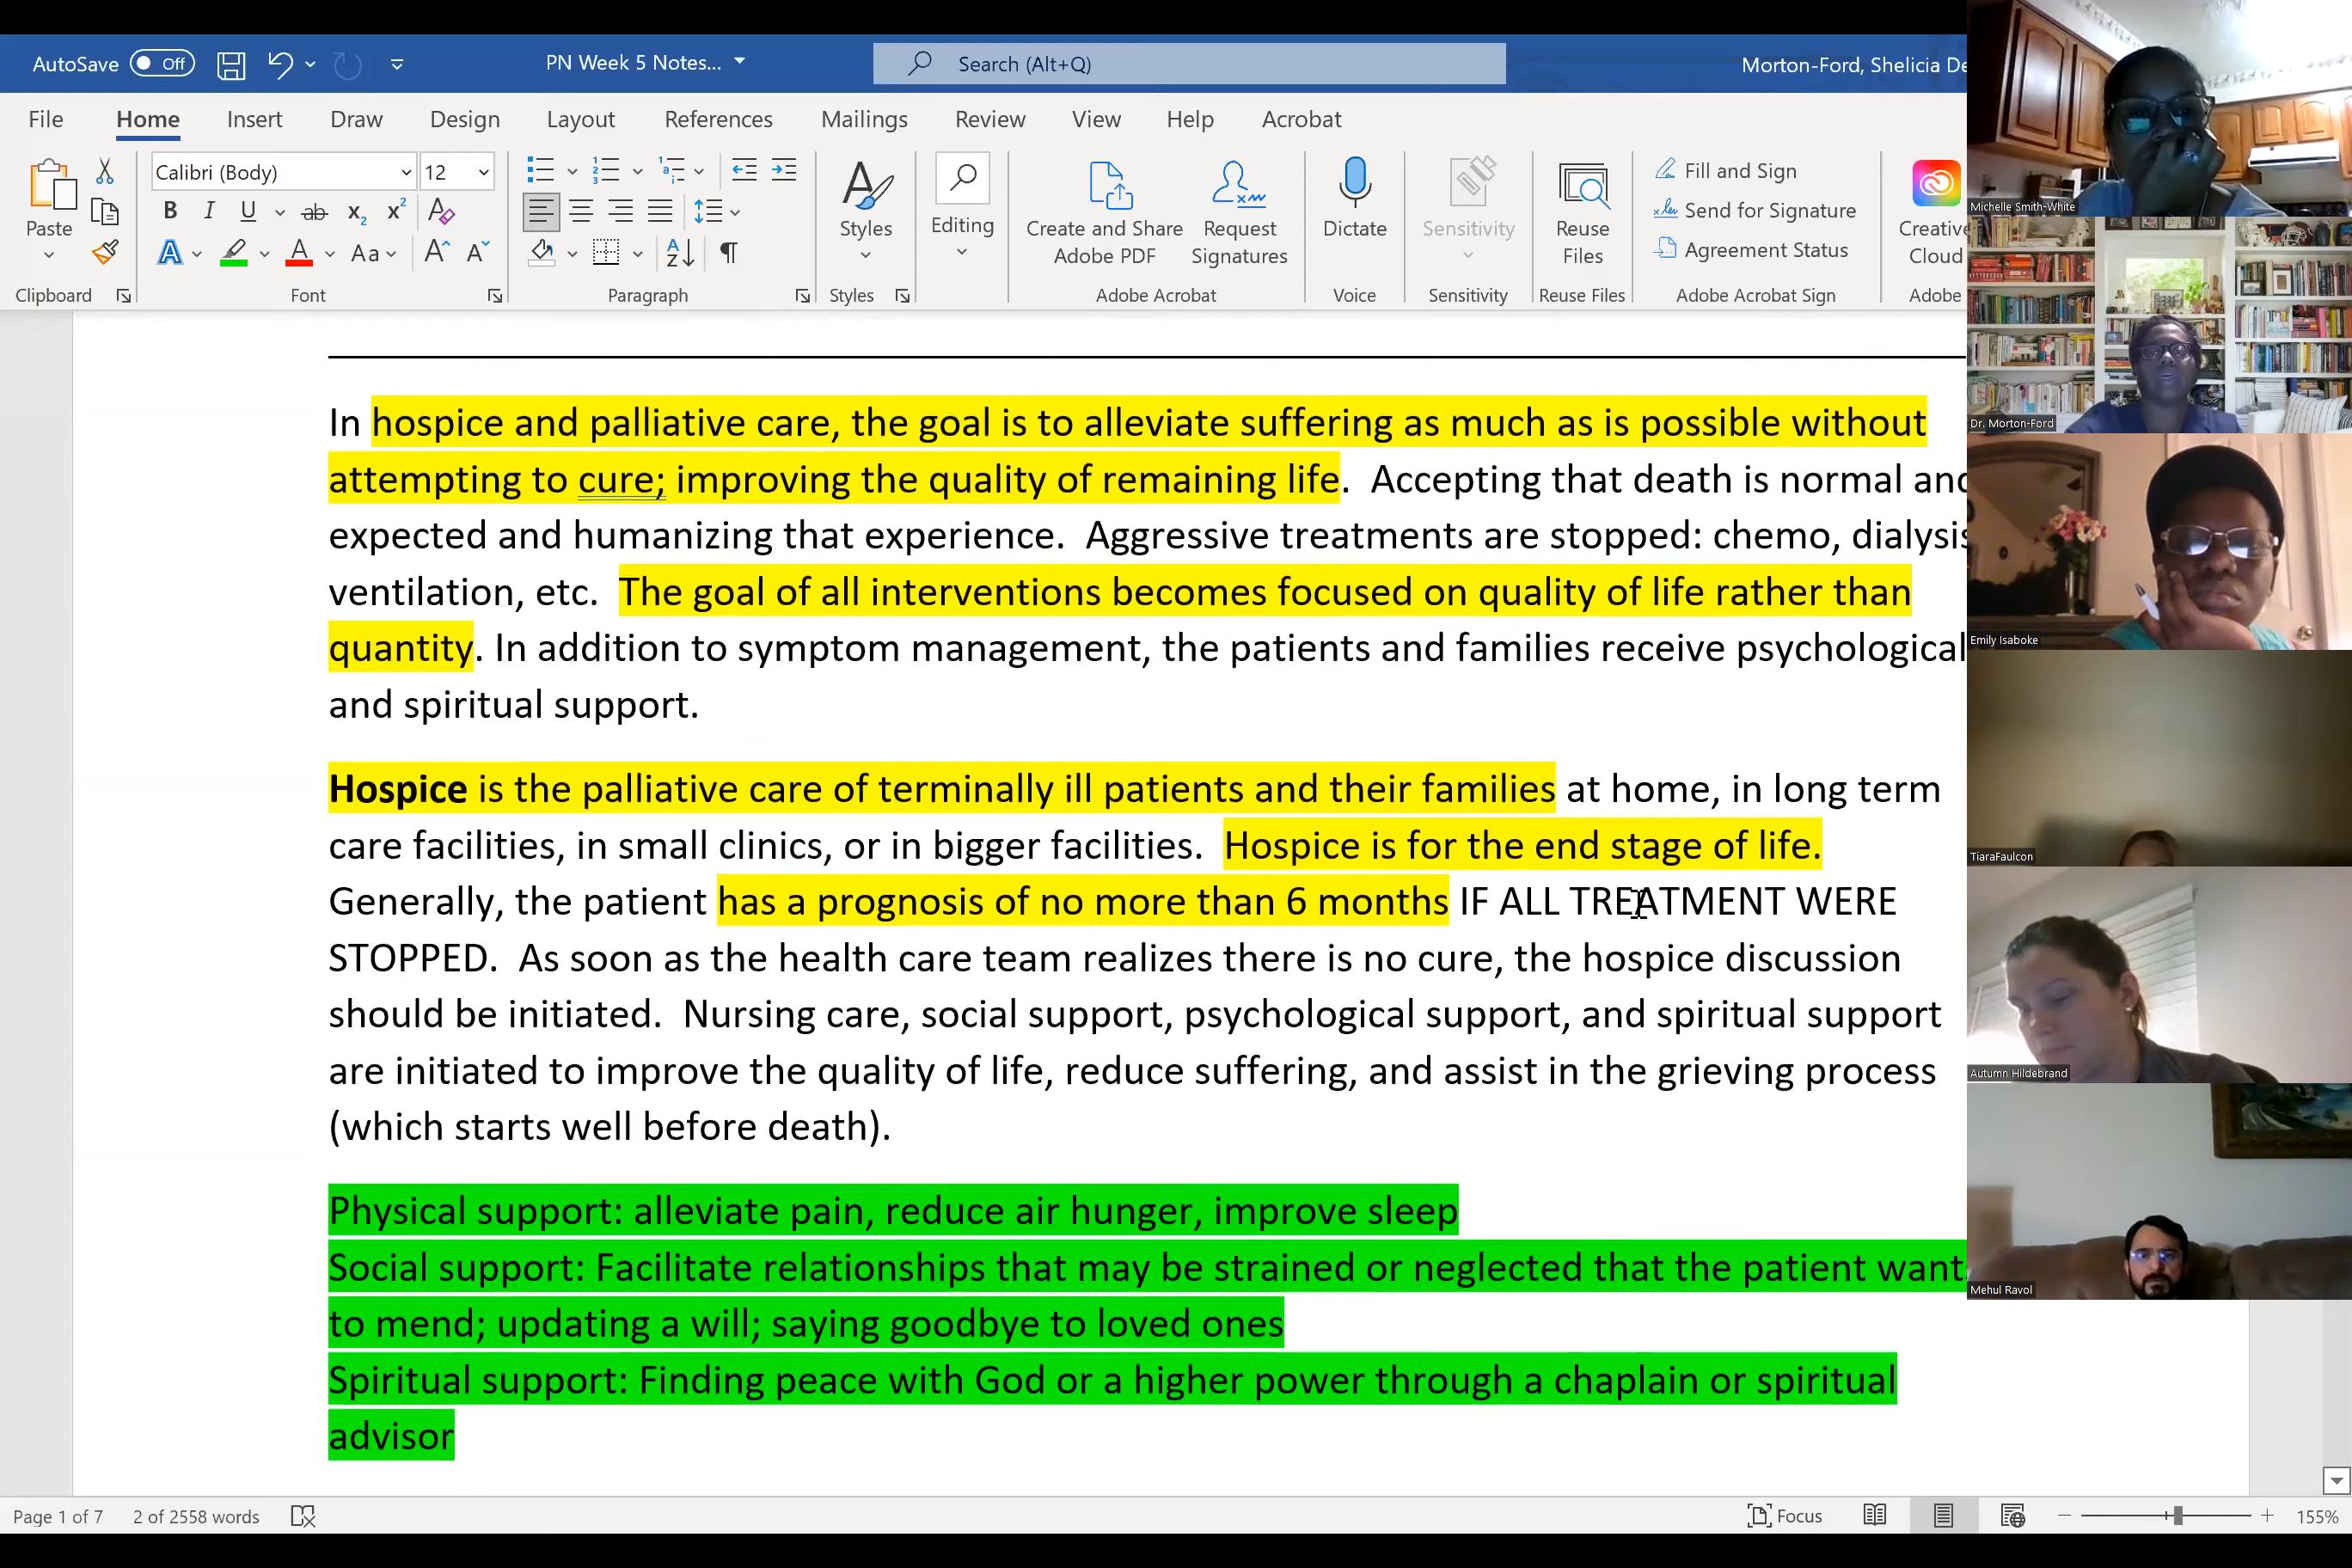 AutoSave Off PN Week 5 Notes... Search (Alt+Q) Morton-Ford, Shelicia De
File Home Insert Draw Design Layout References Mailings Review View Help Acrobat
Calibri (Body) 12
Paste
Styles
Editing
Create and Share
Adobe PDF
Request
Signatures
Dictate
Sensitivity
Reuse
Files
Fill and Sign
Send for Signature
Agreement Status
Creative
Cloud
Clipboard Font Paragraph Styles Adobe Acrobat Voice Sensitivity Reuse Files Adobe Acrobat Sign Adobe
In hospice and palliative care, the goal is to alleviate suffering as much as is possible without
attempting to cure; improving the quality of remaining life. Accepting that death is normal and
expected and humanizing that experience. Aggressive treatments are stopped: chemo, dialysis
ventilation, etc. The goal of all interventions becomes focused on quality of life rather than
quantity. In addition to symptom management, the patients and families receive psychological
and spiritual support.
Hospice is the palliative care of terminally ill patients and their families at home, in long term
care facilities, in small clinics, or in bigger facilities. Hospice is for the end stage of life.
Generally, the patient has a prognosis of no more than 6 months IF ALL TREATMENT WERE
STOPPED. As soon as the health care team realizes there is no cure, the hospice discussion
should be initiated. Nursing care, social support, psychological support, and spiritual support
are initiated to improve the quality of life, reduce suffering, and assist in the grieving process
(which starts well before death).
Physical support: alleviate pain, reduce air hunger, improve sleep
Social support: Facilitate relationships that may be strained or neglected that the patient want
to mend; updating a will; saying goodbye to loved ones
Spiritual support: Finding peace with God or a higher power through a chaplain or spiritual
advisor
Page 1 of 7 2 of 2558 words Focus 155%
Michelle Smith-White
Dr. Morton-Ford
Emily Isaboke
TiaraFaulcon
Autumn Hildebrand
Mehul Ravol